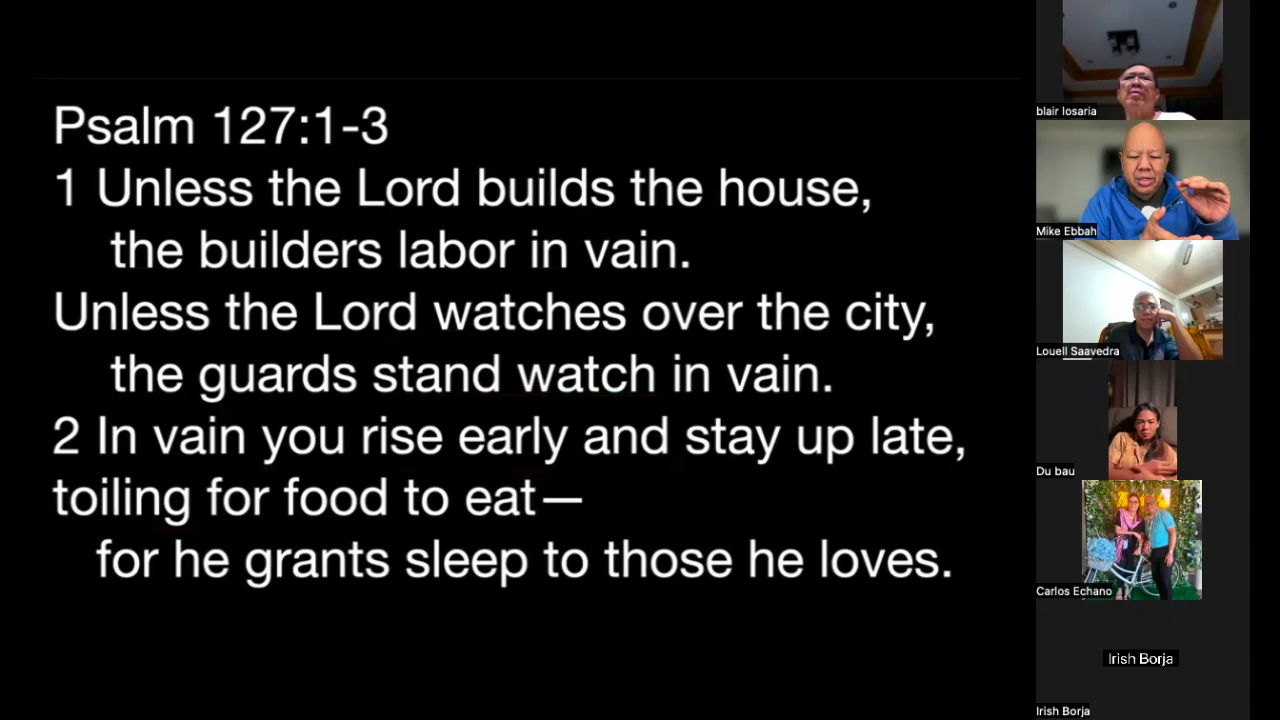 Psalm 127:1-3
1 Unless the Lord builds the house,
the builders labor in vain.
Unless the Lord watches over the city,
the guards stand watch in vain.
2 In vain you rise early and stay up late,
toiling for food to eat—
for he grants sleep to those he loves.
blair losaria
Mike Ebbah
Louell Saavedra
Du bau
Carlos Echano
Irish Borja
Irish Borja